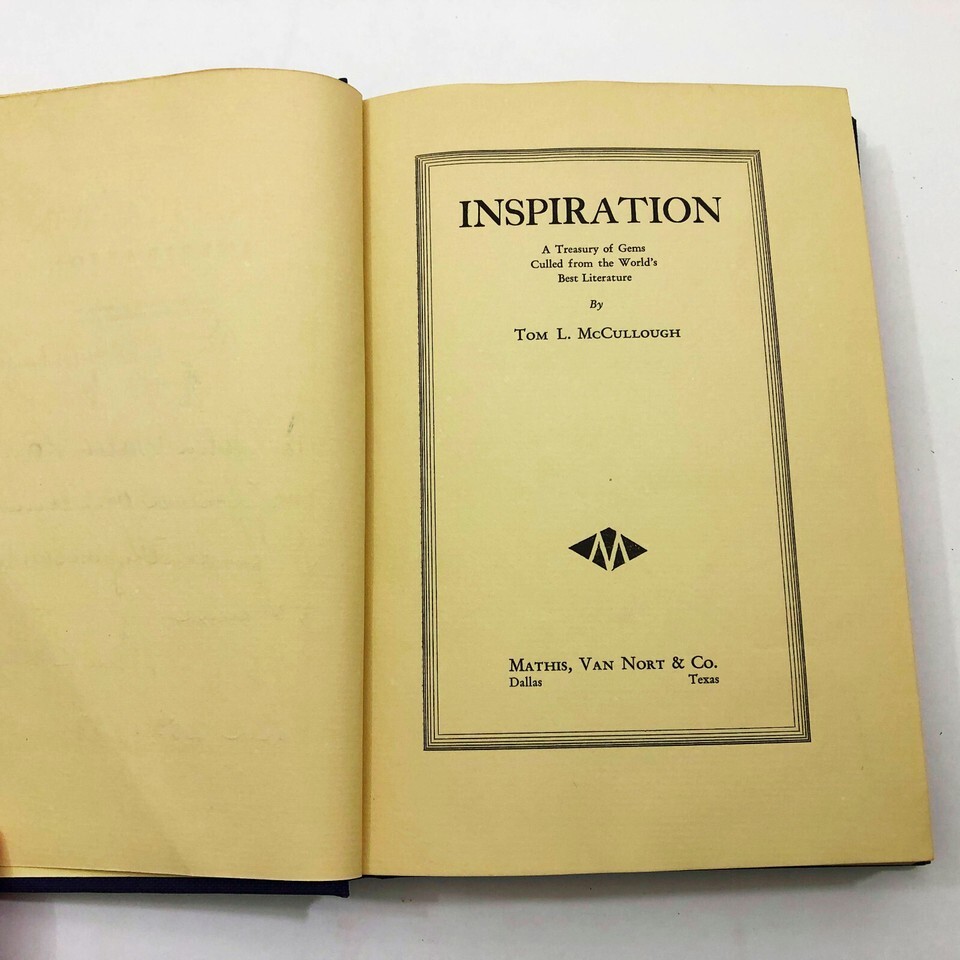 INSPIRATION
A Treasury of Gems
Culled from the World's
Best Literature
By
Tom L. McCullough
M
Mathis, Van Nort & Co.
Dallas Texas